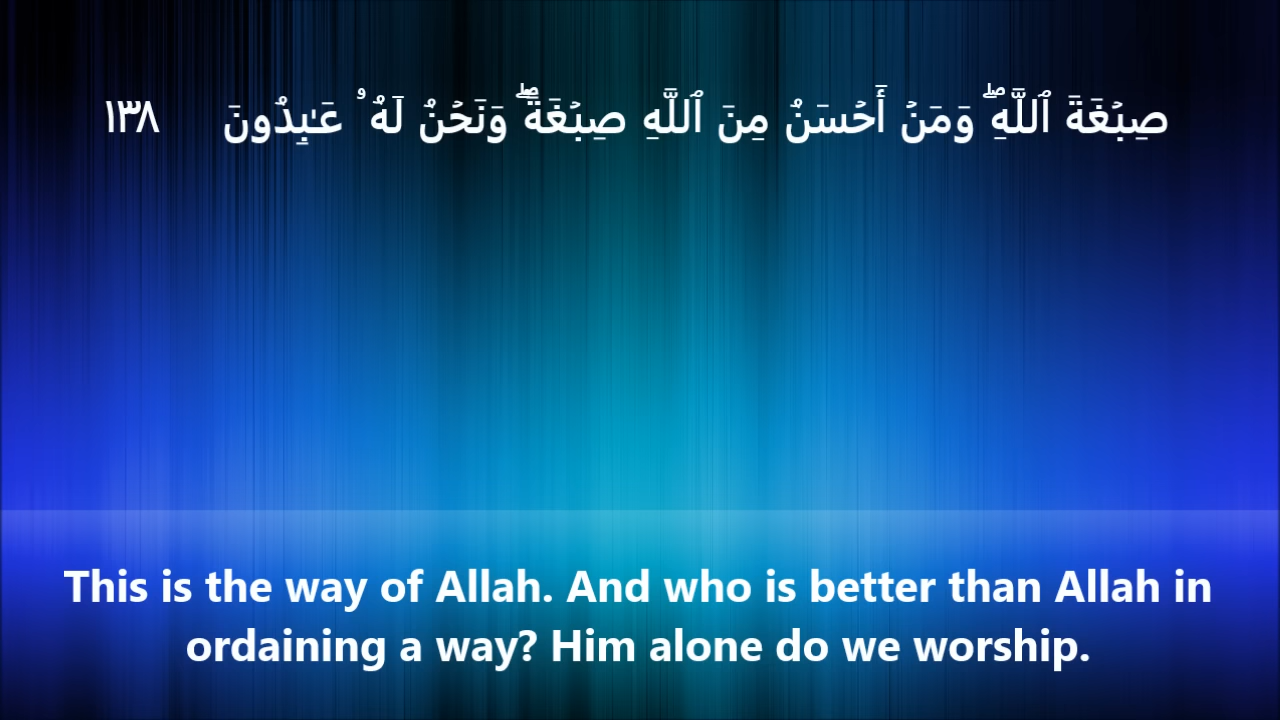 صِبۡغَةَ ٱللَّهِ ۖ وَمَنۡ أَحۡسَنُ مِنَ ٱللَّهِ صِبۡغَةً ۖ وَنَحۡنُ لَهُ ۥ عَـٰبِدُونَ ١٣٨
This is the way of Allah. And who is better than Allah in
ordaining a way? Him alone do we worship.